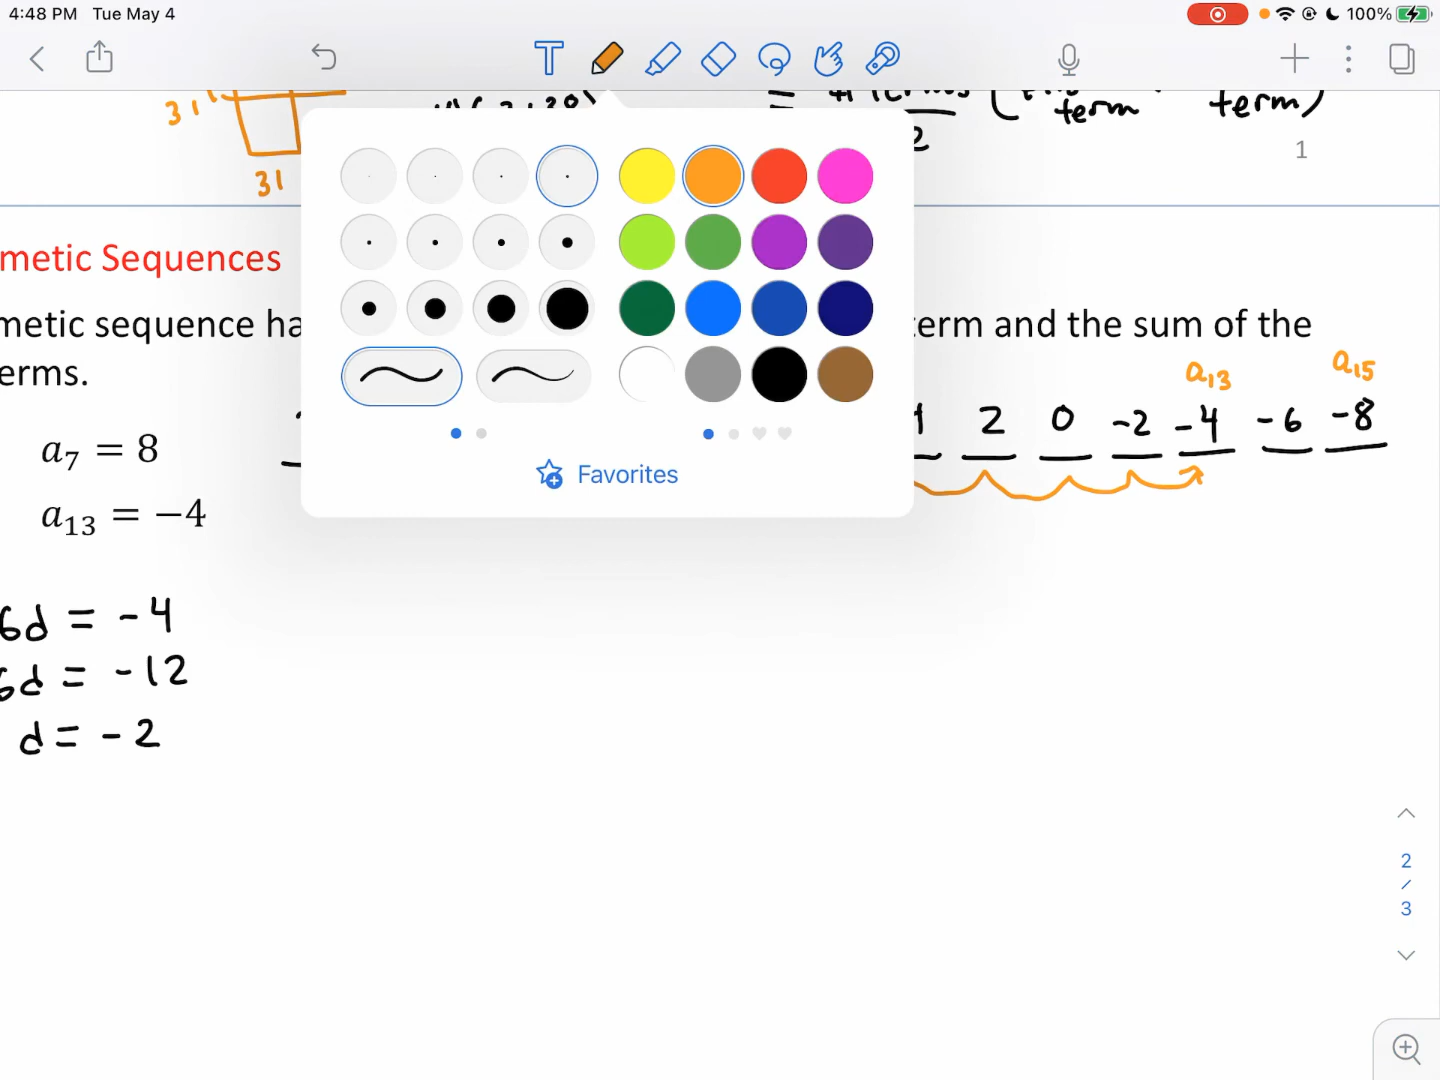 4:48 PM Tue May 4
100%
31
31
term term)
2
1
metic Sequences
metic sequence ha
erm and the sum of the
erms.
a13 a15
2 0 -2 -4 -6 -8
a₇ = 8
a₁₃ = −4
6d = -4
6d = -12
d = -2
Favorites
2
/
3